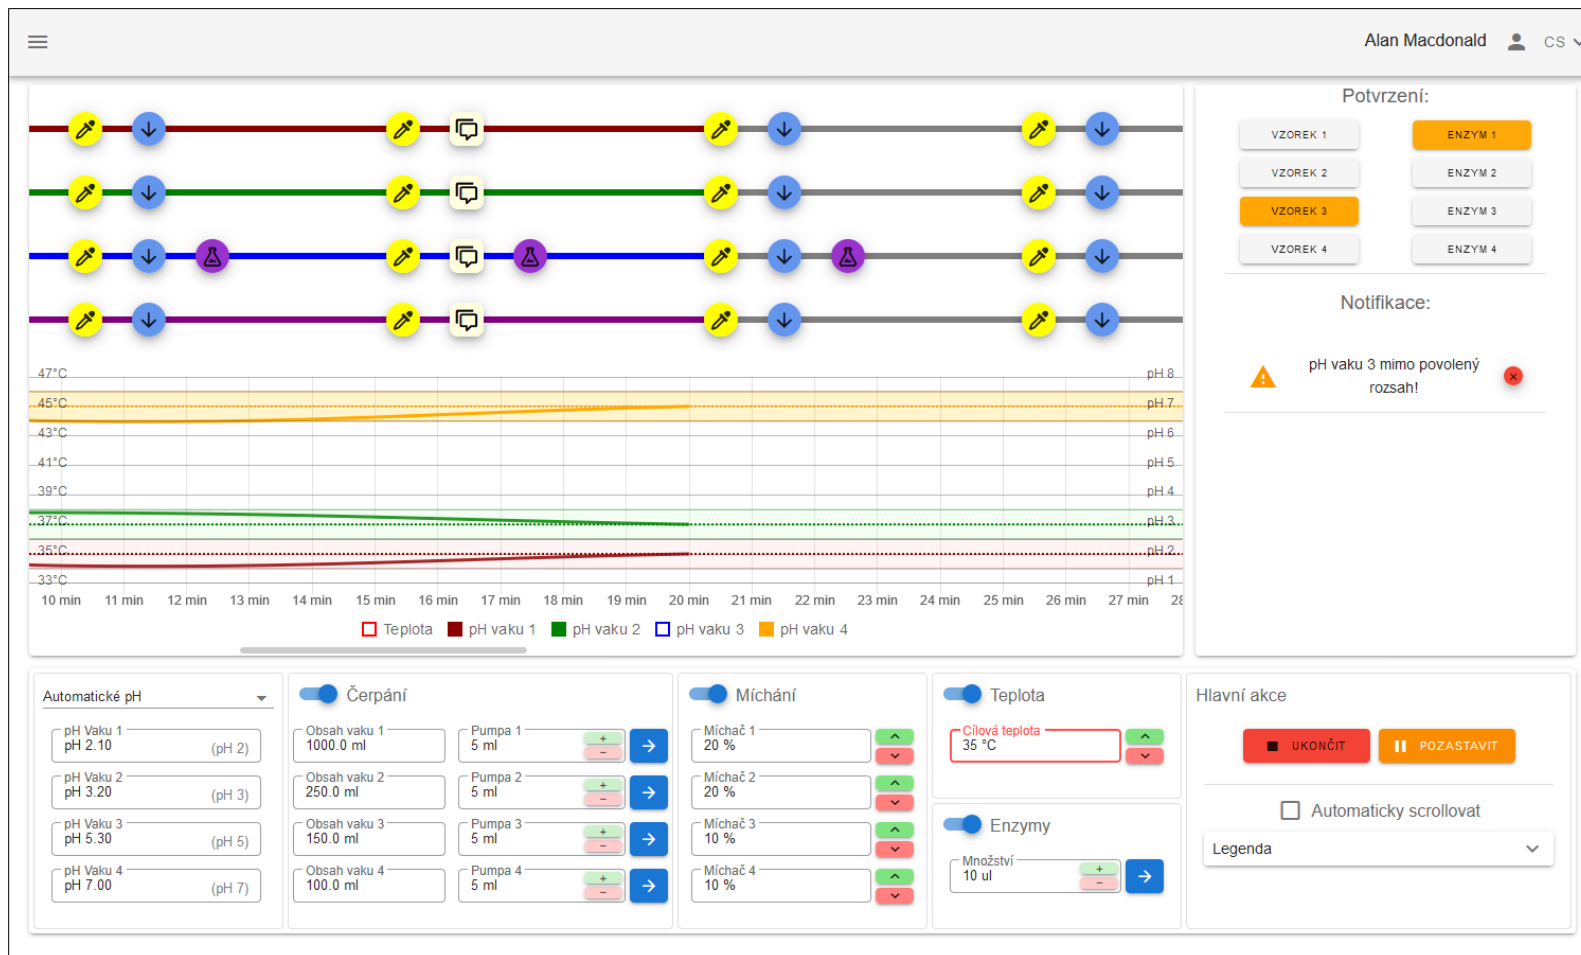 Alan Macdonald
CS
Potvrzení:
VZOREK 1
ENZYM 1
VZOREK 2
ENZYM 2
VZOREK 3
ENZYM 3
VZOREK 4
ENZYM 4
Notifikace:
pH vaku 3 mimo povolený
rozsah!
47°C
pH 8
45°C
pH 7
43°C
pH 6
41°C
pH 5
39°C
pH 4
37°C
pH 3
35°C
pH 2
33°C
pH 1
10 min 11 min 12 min 13 min 14 min 15 min 16 min 17 min 18 min 19 min 20 min 21 min 22 min 23 min 24 min 25 min 26 min 27 min 28
Teplota pH vaku 1 pH vaku 2 pH vaku 3 pH vaku 4
Automatické pH
pH Vaku 1
pH 2.10 (pH 2)
pH Vaku 2
pH 3.20 (pH 3)
pH Vaku 3
pH 5.30 (pH 5)
pH Vaku 4
pH 7.00 (pH 7)
Čerpání
Obsah vaku 1 Pumpa 1
1000.0 ml 5 ml + −
Obsah vaku 2 Pumpa 2
250.0 ml 5 ml + −
Obsah vaku 3 Pumpa 3
150.0 ml 5 ml + −
Obsah vaku 4 Pumpa 4
100.0 ml 5 ml + −
Míchání
Míchač 1
20 %
Míchač 2
20 %
Míchač 3
10 %
Míchač 4
10 %
Teplota
Cílová teplota
35 °C
Enzymy
Množství
10 ul + −
Hlavní akce
UKONČIT
POZASTAVIT
Automaticky scrollovat
Legenda